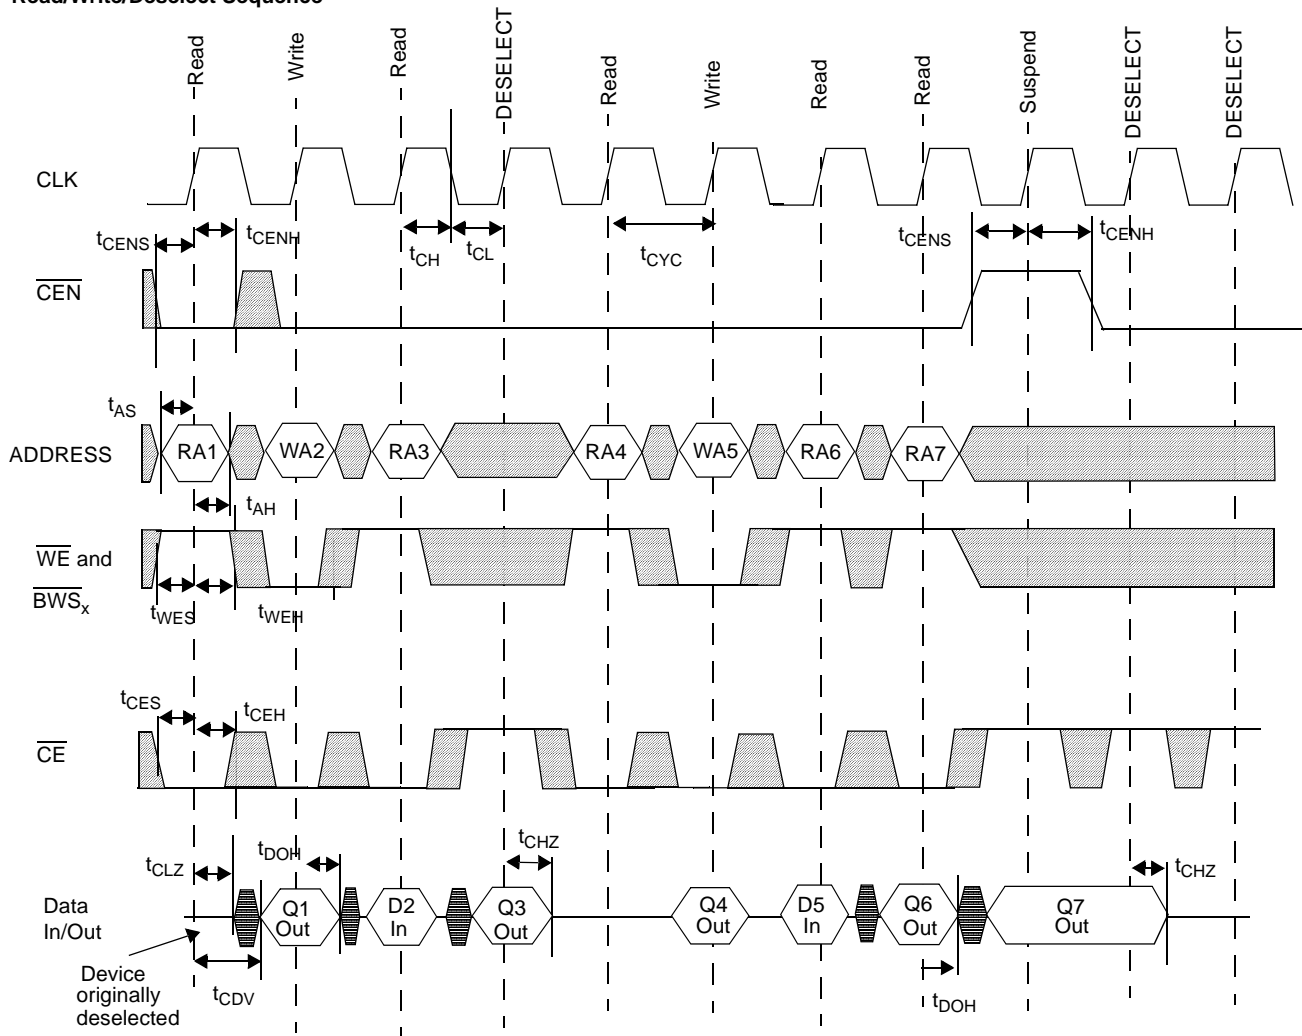 Read/Write/Deselect Sequence
Read
Write
Read
DESELECT
Read
Write
Read
Read
Suspend
DESELECT
DESELECT
CLK
tCENS
tCENH
tCH
tCL
tCYC
tCENS
tCENH
CEN
tAS
ADDRESS
RA1
WA2
RA3
RA4
WA5
RA6
RA7
tAH
WE and
BWSx
tWES
tWEH
tCES
tCEH
CE
tCLZ
tDOH
tCHZ
tCHZ
Data
In/Out
Q1
Out
D2
In
Q3
Out
Q4
Out
D5
In
Q6
Out
Q7
Out
Device
originally
deselected
tCDV
tDOH